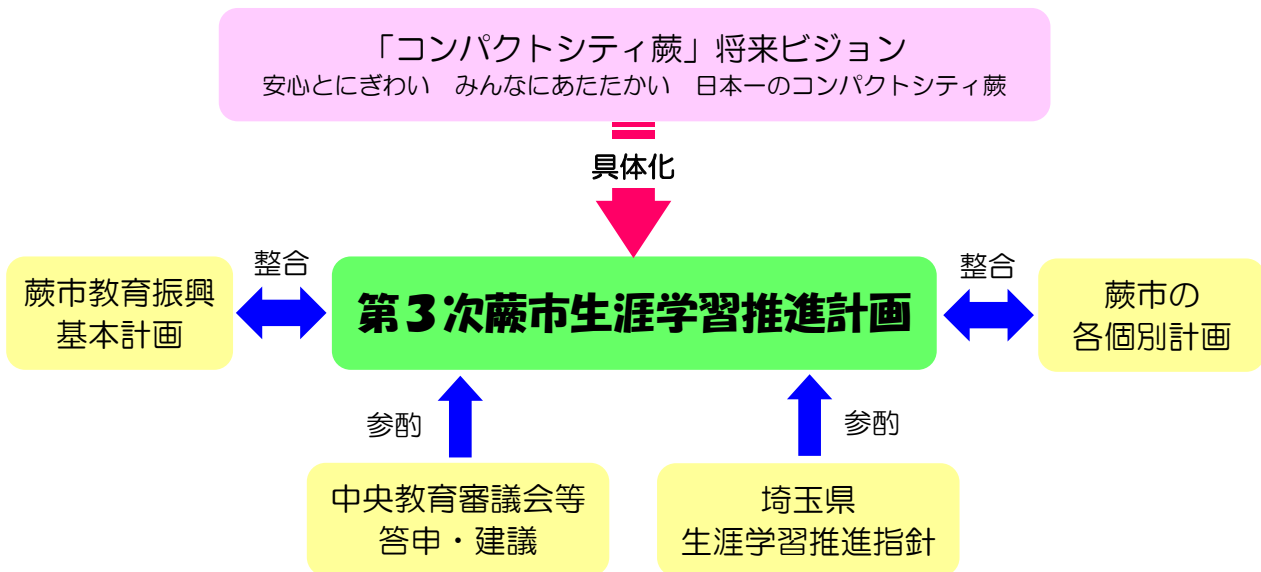 「コンパクトシティ蕨」将来ビジョン
安心とにぎわい　みんなにあたたかい　日本一のコンパクトシティ蕨
具体化
整合
整合
蕨市教育振興
基本計画
第３次蕨市生涯学習推進計画
蕨市の
各個別計画
参酌
参酌
中央教育審議会等
答申・建議
埼玉県
生涯学習推進指針